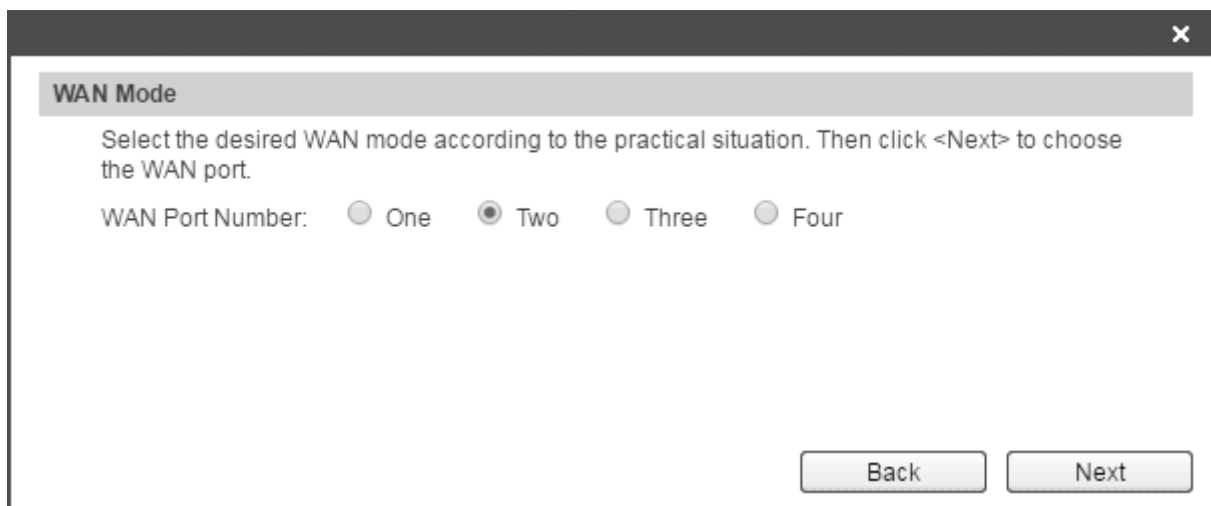 WAN Mode
Select the desired WAN mode according to the practical situation. Then click <Next> to choose
the WAN port.
WAN Port Number: One Two Three Four
Back Next